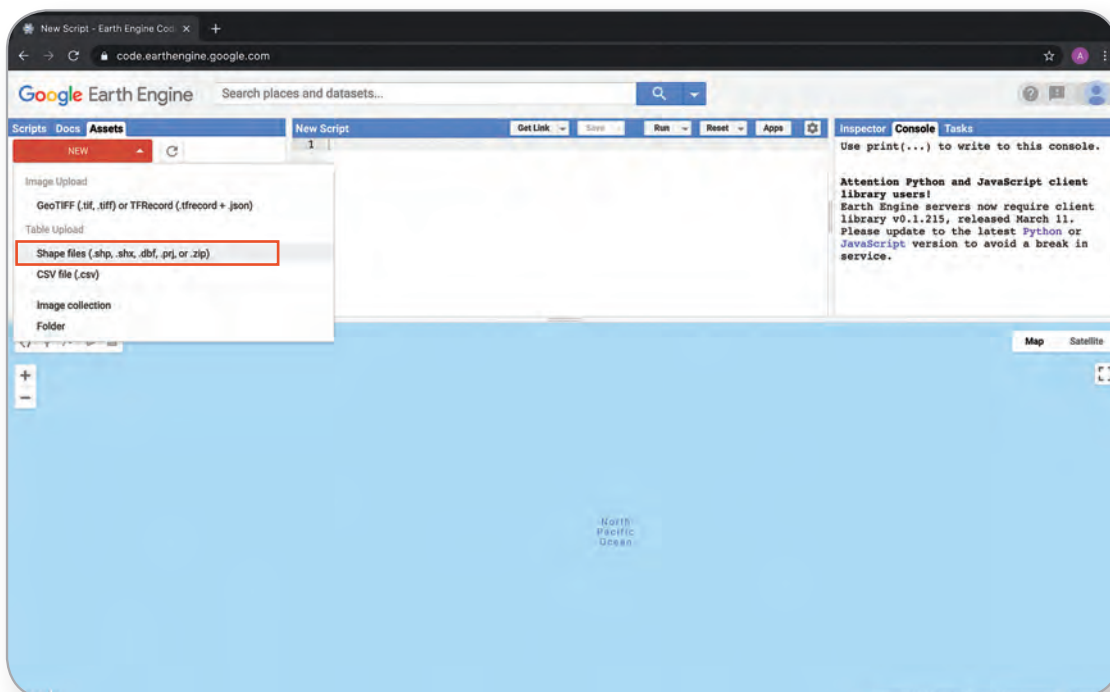 New Script - Earth Engine Cod
code.earthengine.google.com
A
Google Earth Engine
Search places and datasets...
Scripts Docs Assets
New Script
Get Link Save Run Reset Apps
Inspector Console Tasks
NEW
1
Use print(...) to write to this console.
Image Upload
GeoTIFF (.tif, .tiff) or TFRecord (.tfrecord + .json)
Table Upload
Shape files (.shp, .shx, .dbf, .prj, or .zip)
CSV file (.csv)
Image collection
Folder
Attention Python and JavaScript client
library users!
Earth Engine servers now require client
library v0.1.215, released March 11.
Please update to the latest Python or
JavaScript version to avoid a break in
service.
Map Satellite
North
Pacific
Ocean